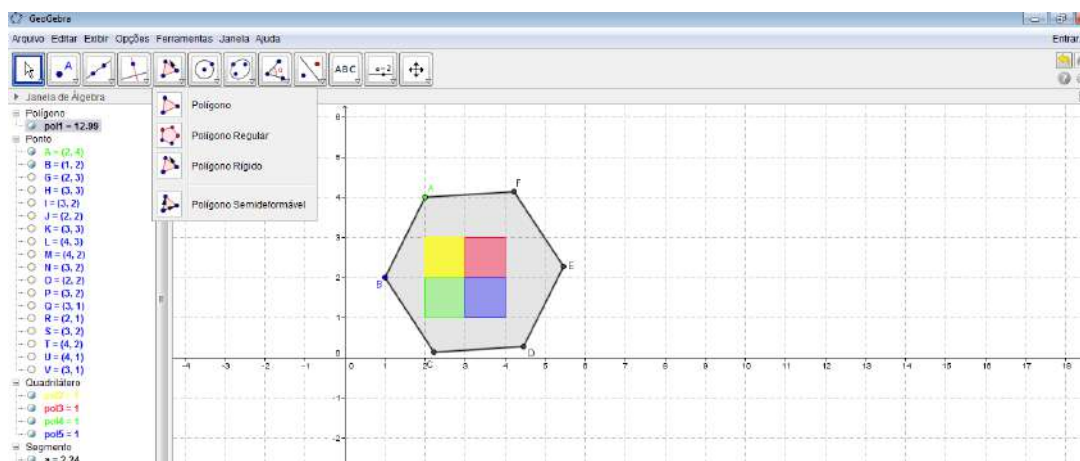 GeoGebra
Arquivo Editar Exibir Opções Ferramentas Janela Ajuda
Entrar
A
ABC
a=2
Janela de Álgebra
Polígono
pol1 = 12.99
Ponto
A = (2, 4)
B = (1, 2)
G = (2, 3)
H = (3, 3)
I = (3, 2)
J = (2, 2)
K = (3, 3)
L = (4, 3)
M = (4, 2)
N = (3, 2)
O = (2, 2)
P = (3, 2)
Q = (3, 1)
R = (2, 1)
S = (3, 2)
T = (4, 2)
U = (4, 1)
V = (3, 1)
Quadrilátero
pol2 = 1
pol3 = 1
pol4 = 1
pol5 = 1
Segmento
a = 2.24
Polígono
Polígono Regular
Polígono Rígido
Polígono Semideformável
6
5
4
3
2
1
0
-1
-2
A
F
B
E
C
D
-4 -3 -2 -1 0 1 2 3 4 5 6 7 8 9 10 11 12 13 14 15 16 17 18